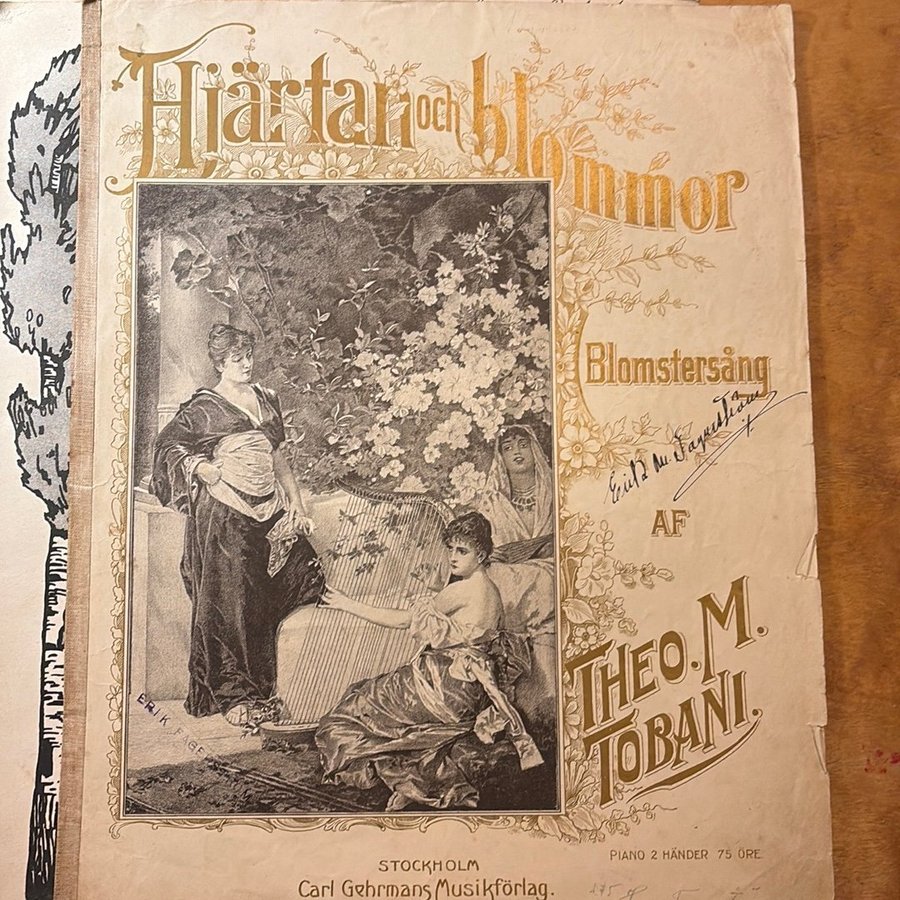 Hjärtan och blommor
Blomstersång
AF
THEO. M.
TOBANI.
ERIK FAGER
PIANO 2 HÄNDER 75 ÖRE
STOCKHOLM
Carl Gehrmans Musikförlag.